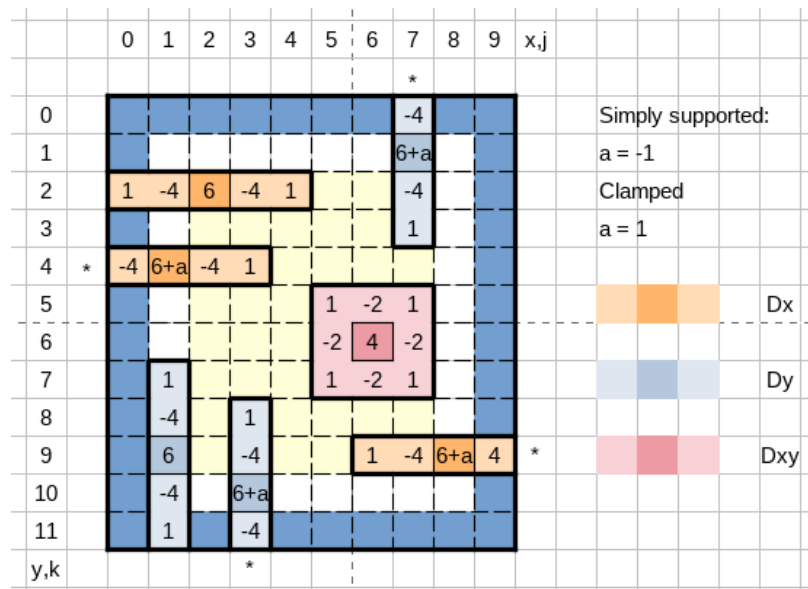 0 1 2 3 4 5 6 7 8 9 x,j
*
0 -4 Simply supported:
1 6+a a = -1
2 1 -4 6 -4 1 -4 Clamped
3 1 a = 1
4 * -4 6+a -4 1
5 1 -2 1 Dx
6 -2 4 -2
7 1 1 -2 1 Dy
8 -4 1
9 6 -4 1 -4 6+a 4 * Dxy
10 -4 6+a
11 1 -4
y,k *